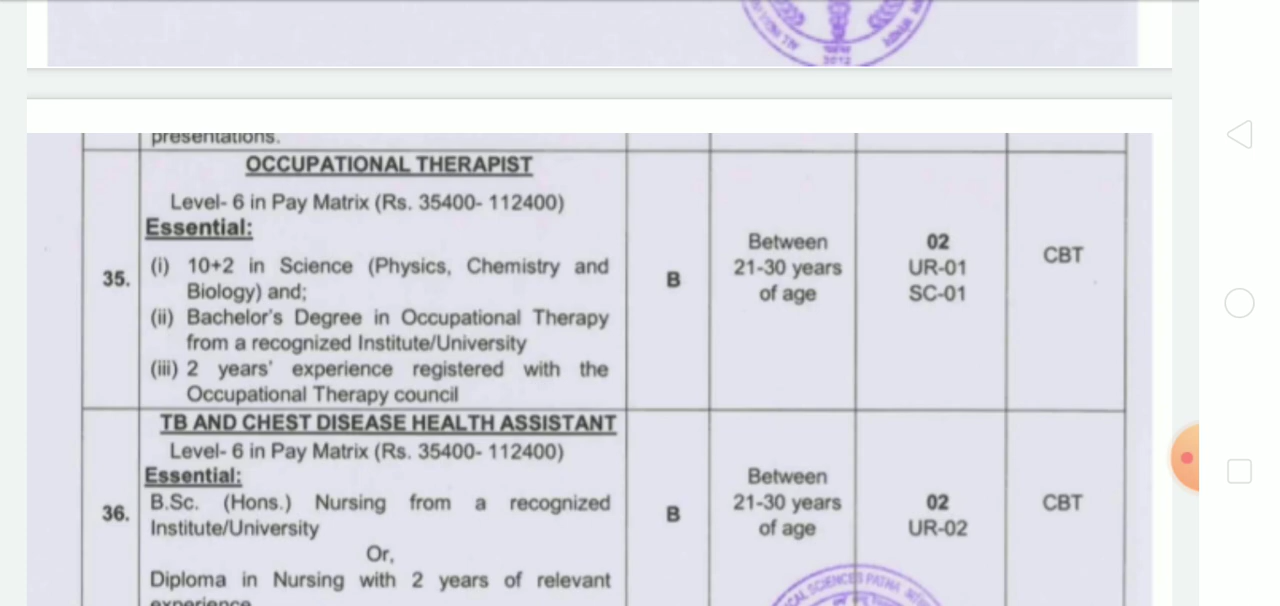 2012
presentations.
OCCUPATIONAL THERAPIST
Level- 6 in Pay Matrix (Rs. 35400- 112400)
Essential:
35.
(i) 10+2 in Science (Physics, Chemistry and
Biology) and;
(ii) Bachelor's Degree in Occupational Therapy
from a recognized Institute/University
(iii) 2 years' experience registered with the
Occupational Therapy council
B
Between
21-30 years
of age
02
UR-01
SC-01
CBT
TB AND CHEST DISEASE HEALTH ASSISTANT
Level- 6 in Pay Matrix (Rs. 35400- 112400)
Essential:
36.
B.Sc. (Hons.) Nursing from a recognized
Institute/University
Or,
Diploma in Nursing with 2 years of relevant
experience
B
Between
21-30 years
of age
02
UR-02
CBT
SCIENCES PATNA